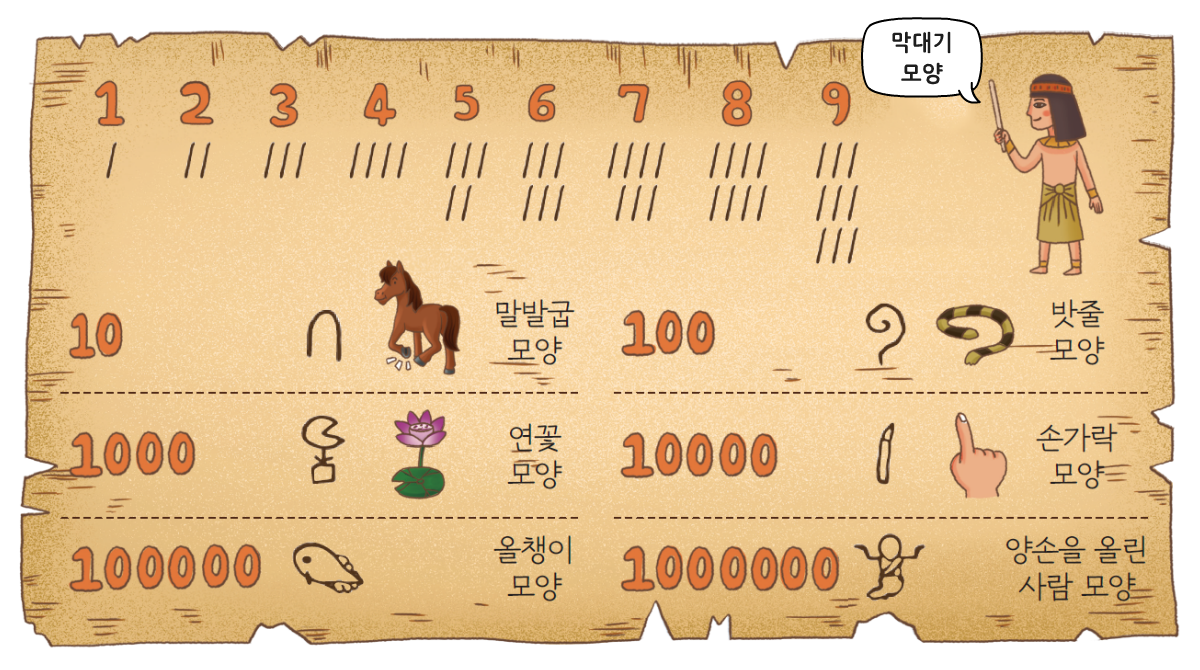 막대기
모양
1 2 3 4 5 6 7 8 9
10 말발굽
모양
100 밧줄
모양
1000 연꽃
모양
10000 손가락
모양
100000 올챙이
모양
1000000 양손을 올린
사람 모양